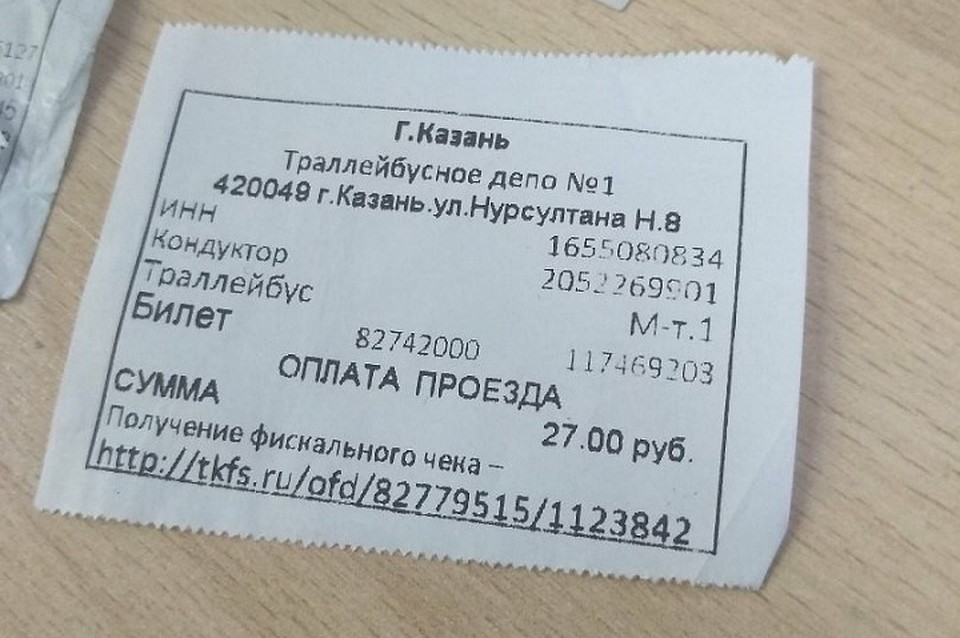 Г.Казань
Траллейбусное депо №1
420049 г.Казань.ул.Нурсултана Н.8
ИНН 1655080834
Кондуктор 2052269901
Траллейбус М-т.1
Билет 82742000 117469203
ОПЛАТА ПРОЕЗДА
СУММА 27.00 руб.
Получение фискального чека –
http://tkfs.ru/ofd/82779515/1123842